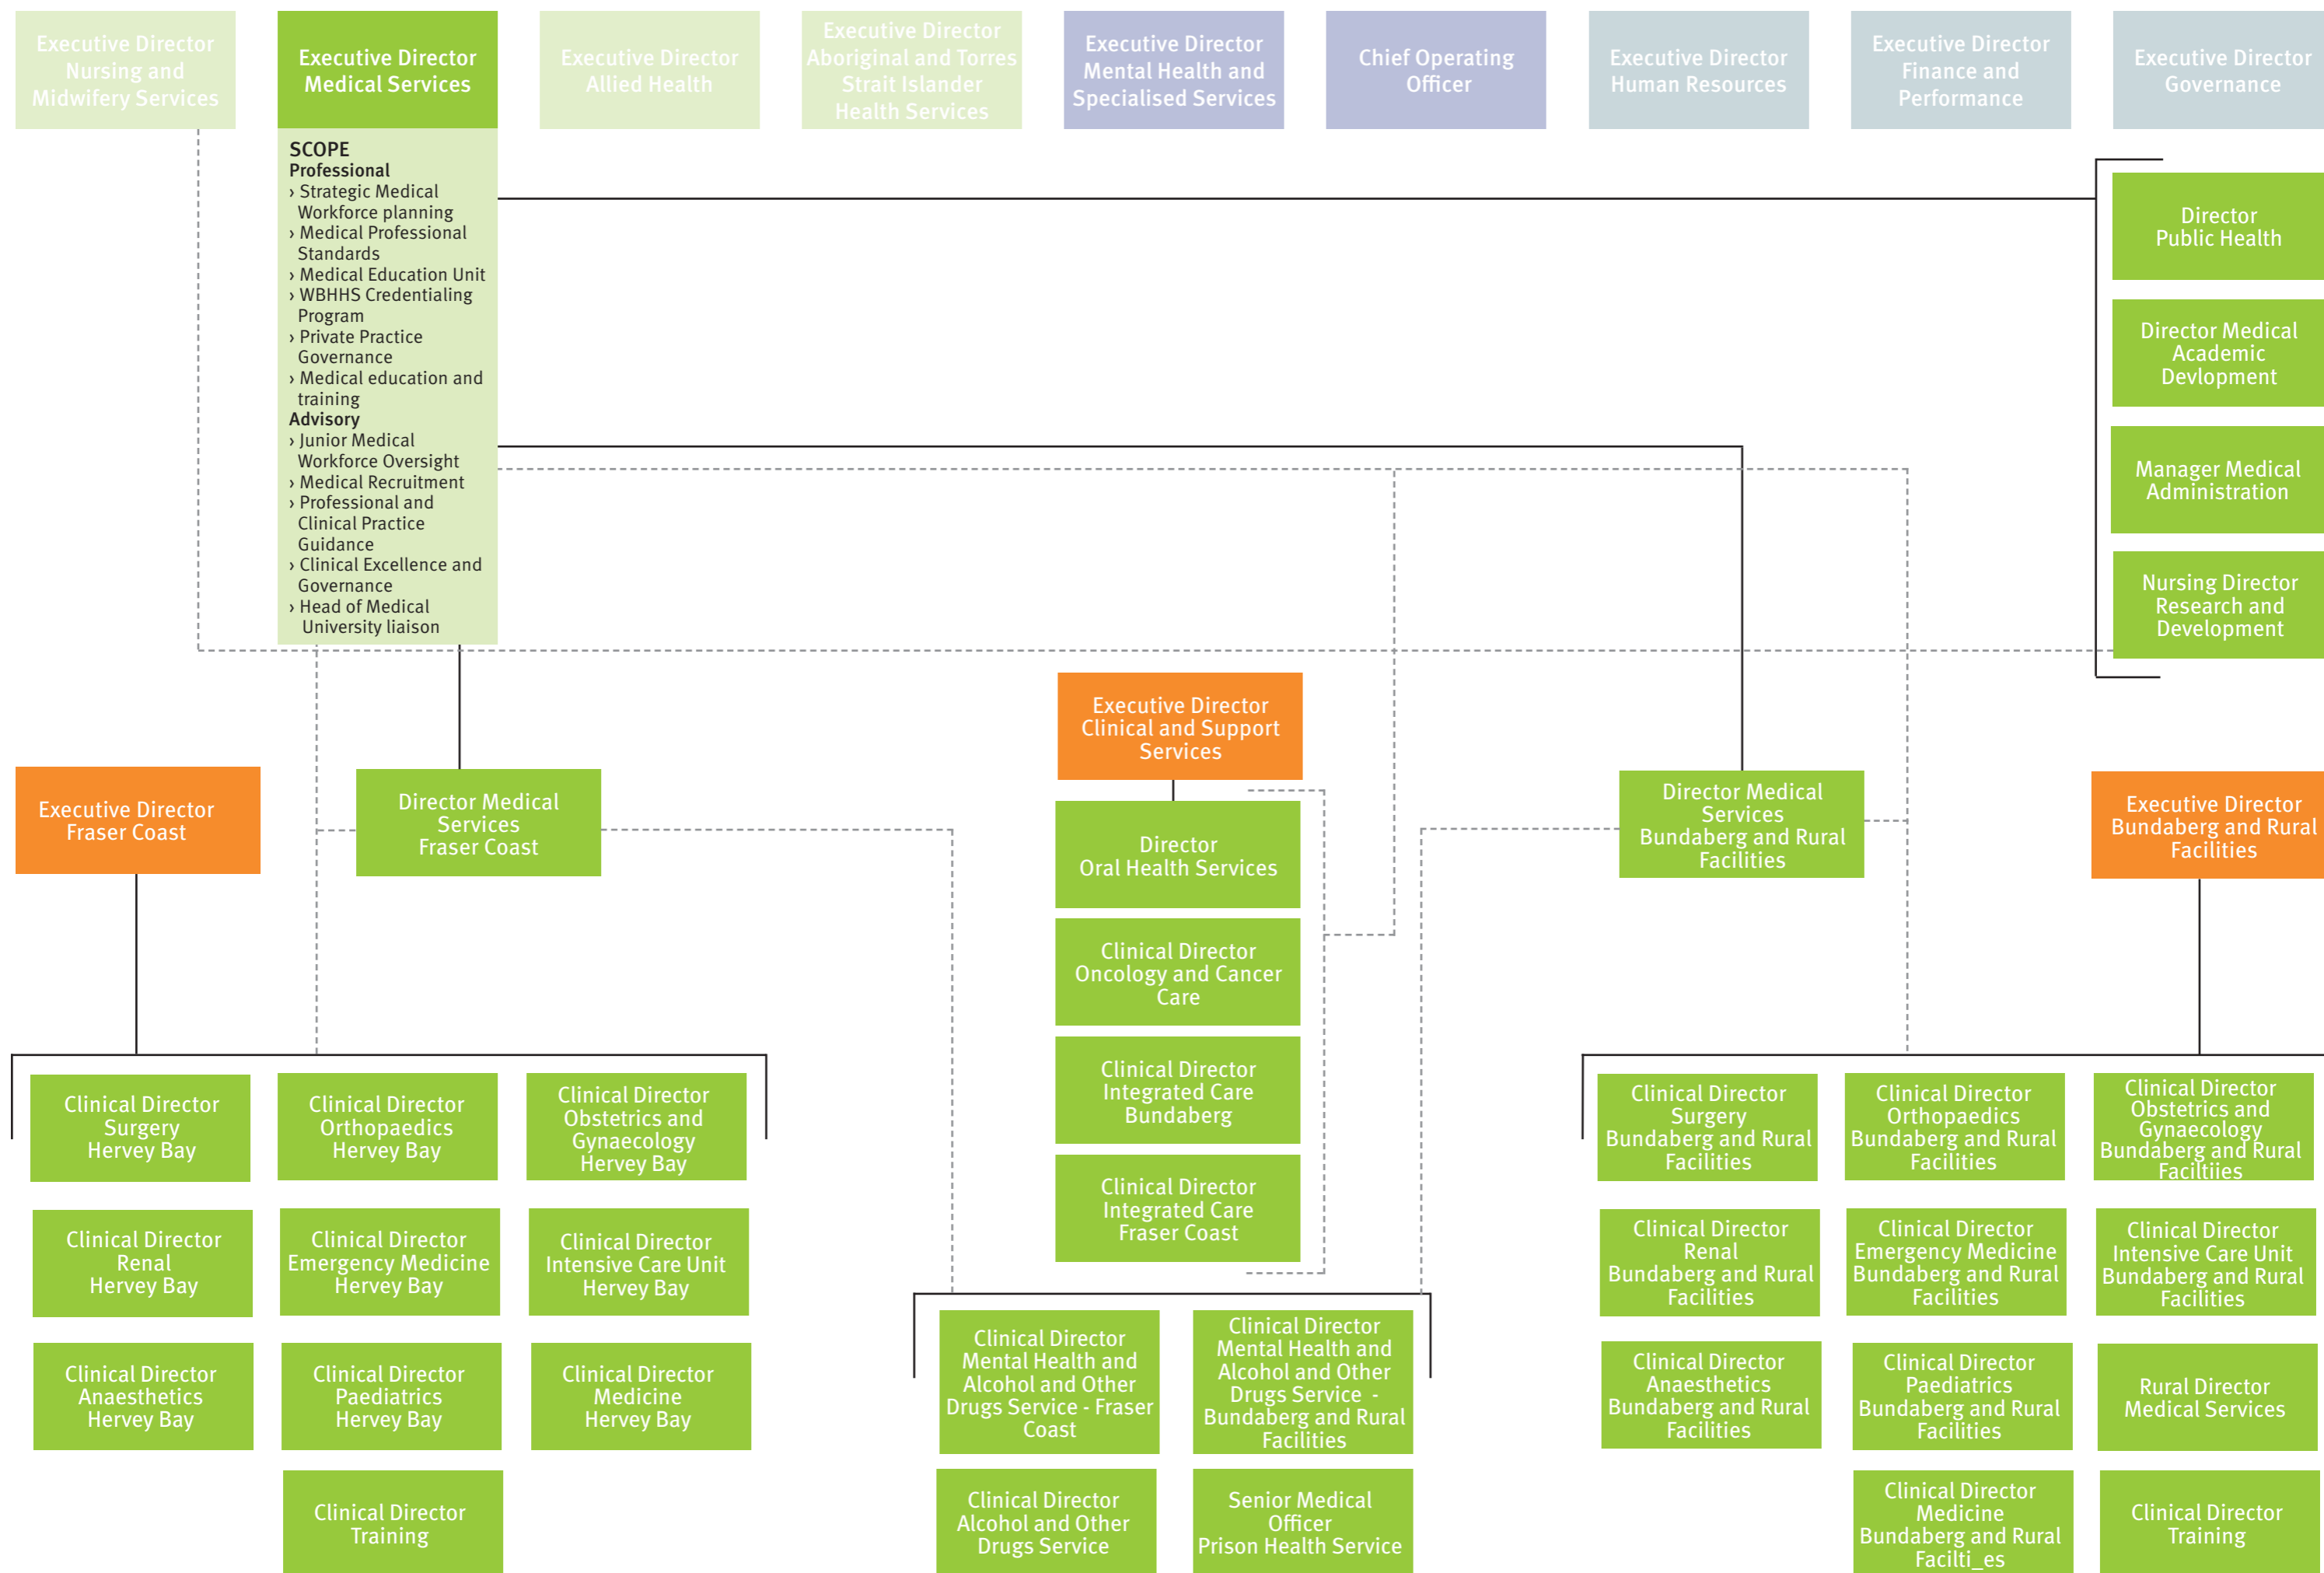 Executive Director
Nursing and
Midwifery Services
Executive Director
Medical Services
Executive Director
Allied Health
Executive Director
Aboriginal and Torres
Strait Islander
Health Services
Executive Director
Mental Health and
Specialised Services
Chief Operating
Officer
Executive Director
Human Resources
Executive Director
Finance and
Performance
Executive Director
Governance
SCOPE
Professional
› Strategic Medical
Workforce planning
› Medical Professional
Standards
› Medical Education Unit
› WBHHS Credentialing
Program
› Private Practice
Governance
› Medical education and
training
Advisory
› Junior Medical
Workforce Oversight
› Medical Recruitment
› Professional and
Clinical Practice
Guidance
› Clinical Excellence and
Governance
› Head of Medical
University liaison
Director
Public Health
Director Medical
Academic
Devlopment
Manager Medical
Administration
Nursing Director
Research and
Development
Executive Director
Fraser Coast
Director Medical
Services
Fraser Coast
Executive Director
Clinical and Support
Services
Director
Oral Health Services
Clinical Director
Oncology and Cancer
Care
Clinical Director
Integrated Care
Bundaberg
Clinical Director
Integrated Care
Fraser Coast
Director Medical
Services
Bundaberg and Rural
Facilities
Executive Director
Bundaberg and Rural
Facilities
Clinical Director
Surgery
Hervey Bay
Clinical Director
Orthopaedics
Hervey Bay
Clinical Director
Obstetrics and
Gynaecology
Hervey Bay
Clinical Director
Renal
Hervey Bay
Clinical Director
Emergency Medicine
Hervey Bay
Clinical Director
Intensive Care Unit
Hervey Bay
Clinical Director
Anaesthetics
Hervey Bay
Clinical Director
Paediatrics
Hervey Bay
Clinical Director
Medicine
Hervey Bay
Clinical Director
Training
Clinical Director
Mental Health and
Alcohol and Other
Drugs Service - Fraser
Coast
Clinical Director
Mental Health and
Alcohol and Other
Drugs Service -
Bundaberg and Rural
Facilities
Clinical Director
Alcohol and Other
Drugs Service
Senior Medical
Officer
Prison Health Service
Clinical Director
Surgery
Bundaberg and Rural
Facilities
Clinical Director
Orthopaedics
Bundaberg and Rural
Facilities
Clinical Director
Obstetrics and
Gynaecology
Bundaberg and Rural
Faciltiies
Clinical Director
Renal
Bundaberg and Rural
Facilities
Clinical Director
Emergency Medicine
Bundaberg and Rural
Facilities
Clinical Director
Intensive Care Unit
Bundaberg and Rural
Facilities
Clinical Director
Anaesthetics
Bundaberg and Rural
Facilities
Clinical Director
Paediatrics
Bundaberg and Rural
Facilities
Rural Director
Medical Services
Clinical Director
Medicine
Bundaberg and Rural
Facilti_es
Clinical Director
Training